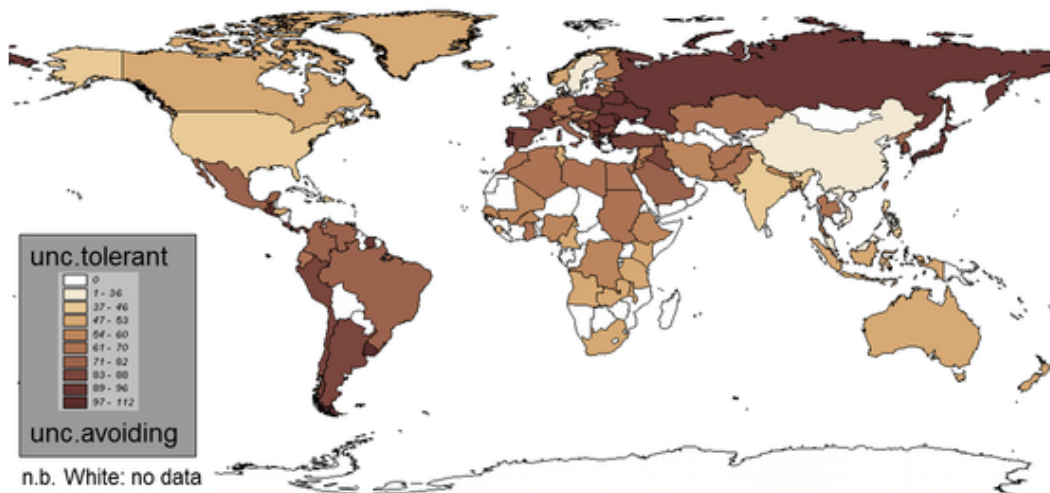 unc.tolerant
0
1 - 36
37 - 46
47 - 53
54 - 60
61 - 70
71 - 82
83 - 88
89 - 96
97 - 112
unc.avoiding
n.b. White: no data